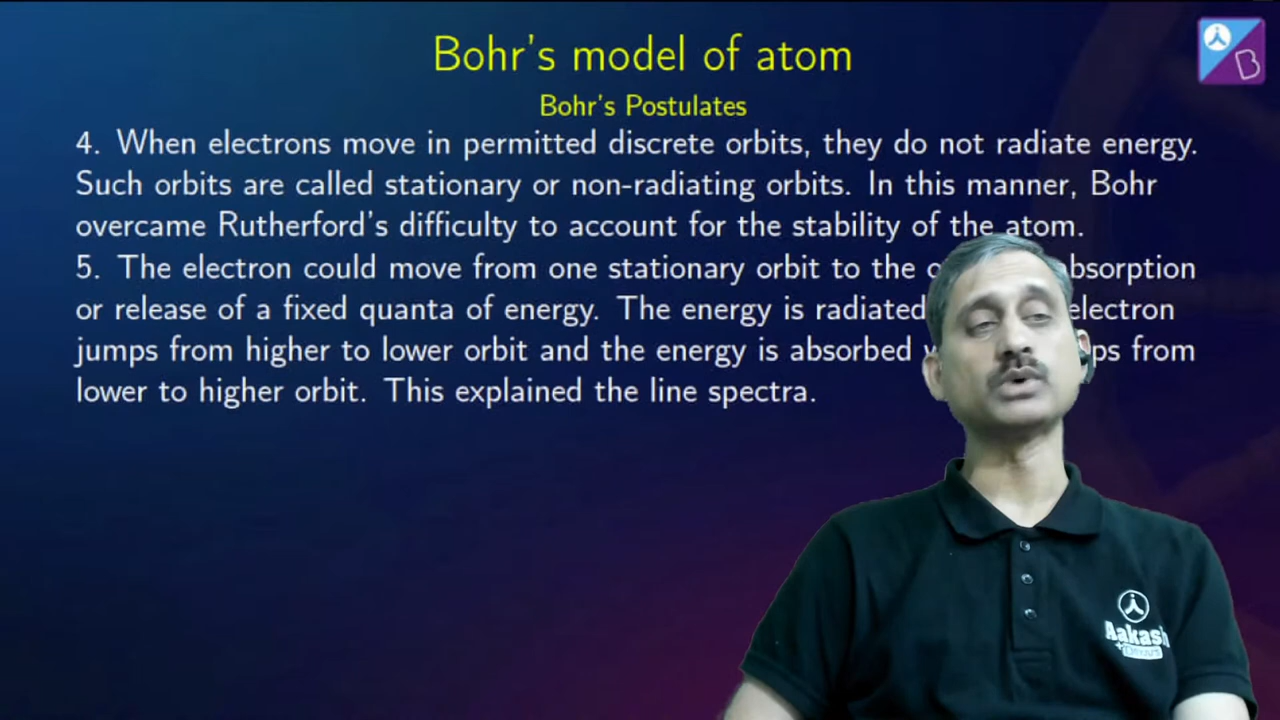 Bohr's model of atom
Bohr's Postulates
4. When electrons move in permitted discrete orbits, they do not radiate energy.
Such orbits are called stationary or non-radiating orbits. In this manner, Bohr
overcame Rutherford's difficulty to account for the stability of the atom.
5. The electron could move from one stationary orbit to the
or release of a fixed quanta of energy. The energy is radiated electron
jumps from higher to lower orbit and the energy is absorbed from
lower to higher orbit. This explained the line spectra.
B
Aakash